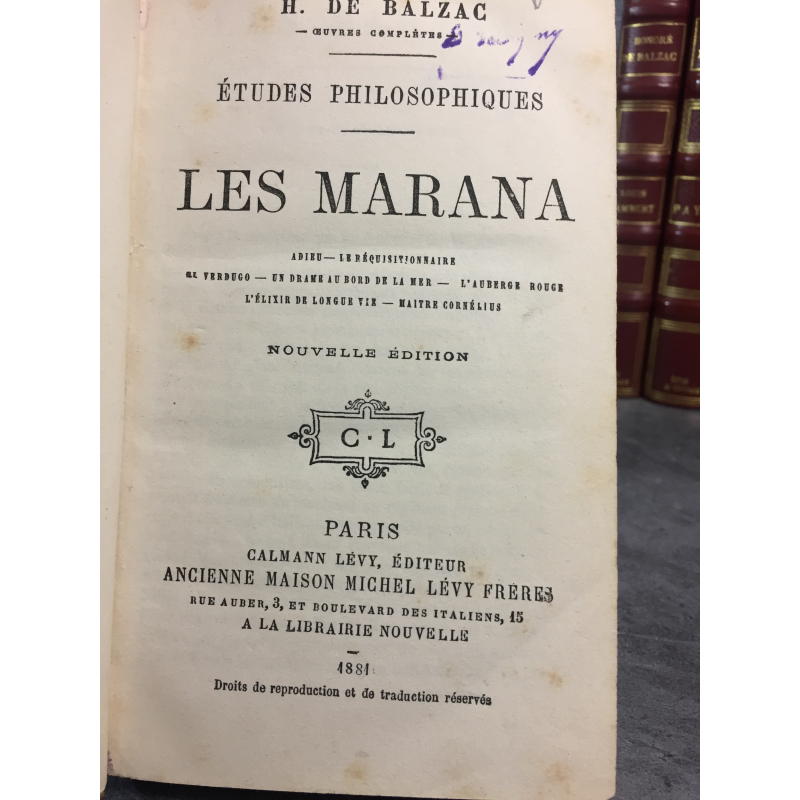 H. DE BALZAC
— ŒUVRES COMPLÈTES —
ÉTUDES PHILOSOPHIQUES
LES MARANA
ADIEU — LE RÉQUISITIONNAIRE
VERDUGO — UN DRAME AU BORD DE LA MER — L'AUBERGE ROUGE
L'ÉLIXIR DE LONGUE VIE — MAITRE CORNÉLIUS
NOUVELLE ÉDITION
C · L
PARIS
CALMANN LÉVY, ÉDITEUR
ANCIENNE MAISON MICHEL LÉVY FRÈRES
RUE AUBER, 3, ET BOULEVARD DES ITALIENS, 15
A LA LIBRAIRIE NOUVELLE
1881
Droits de reproduction et de traduction réservés
HONORÉ
DE BALZAC
LOUIS
LAMBERT
PAY